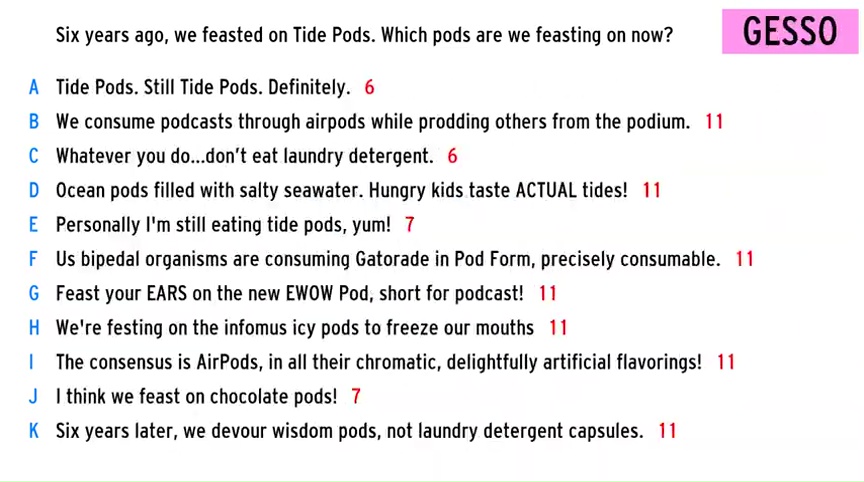 Six years ago, we feasted on Tide Pods. Which pods are we feasting on now?
GESSO
A Tide Pods. Still Tide Pods. Definitely. 6
B We consume podcasts through airpods while prodding others from the podium. 11
C Whatever you do...don't eat laundry detergent. 6
D Ocean pods filled with salty seawater. Hungry kids taste ACTUAL tides! 11
E Personally I'm still eating tide pods, yum! 7
F Us bipedal organisms are consuming Gatorade in Pod Form, precisely consumable. 11
G Feast your EARS on the new EWOW Pod, short for podcast! 11
H We're festing on the infomus icy pods to freeze our mouths 11
I The consensus is AirPods, in all their chromatic, delightfully artificial flavorings! 11
J I think we feast on chocolate pods! 7
K Six years later, we devour wisdom pods, not laundry detergent capsules. 11